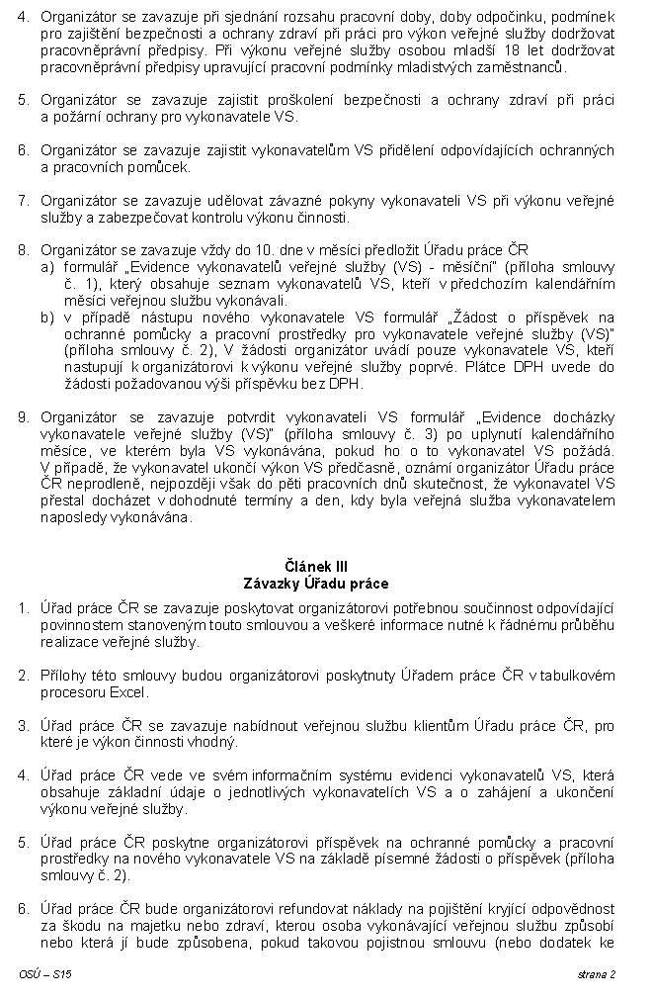 4. Organizátor se zavazuje při sjednání rozsahu pracovní doby, doby odpočinku, podmínek
pro zajištění bezpečnosti a ochrany zdraví při práci pro výkon veřejné služby dodržovat
pracovněprávní předpisy. Při výkonu veřejné služby osobou mladší 18 let dodržovat
pracovněprávní předpisy upravující pracovní podmínky mladistvých zaměstnanců.
5. Organizátor se zavazuje zajistit proškolení bezpečnosti a ochrany zdraví při práci
a požární ochrany pro vykonavatele VS.
6. Organizátor se zavazuje zajistit vykonavatelům VS přidělení odpovídajících ochranných
a pracovních pomůcek.
7. Organizátor se zavazuje udělovat závazné pokyny vykonavateli VS při výkonu veřejné
služby a zabezpečovat kontrolu výkonu činnosti.
8. Organizátor se zavazuje vždy do 10. dne v měsíci předložit Úřadu práce ČR
a) formulář „Evidence vykonavatelů veřejné služby (VS) - měsíční“ (příloha smlouvy
č. 1), který obsahuje seznam vykonavatelů VS, kteří v předchozím kalendářním
měsíci veřejnou službu vykonávali.
b) v případě nástupu nového vykonavatele VS formulář „Žádost o příspěvek na
ochranné pomůcky a pracovní prostředky pro vykonavatele veřejné služby (VS)“
(příloha smlouvy č. 2), V žádosti organizátor uvádí pouze vykonavatele VS, kteří
nastupují k organizátorovi k výkonu veřejné služby poprvé. Plátce DPH uvede do
žádosti požadovanou výši příspěvku bez DPH.
9. Organizátor se zavazuje potvrdit vykonavateli VS formulář „Evidence docházky
vykonavatele veřejné služby (VS)“ (příloha smlouvy č. 3) po uplynutí kalendářního
měsíce, ve kterém byla VS vykonávána, pokud ho o to vykonavatel VS požádá.
V případě, že vykonavatel ukončí výkon VS předčasně, oznámí organizátor Úřadu práce
ČR neprodleně, nejpozději však do pěti pracovních dnů skutečnost, že vykonavatel VS
přestal docházet v dohodnuté termíny a den, kdy byla veřejná služba vykonavatelem
naposledy vykonávána.
Článek III
Závazky Úřadu práce
1. Úřad práce ČR se zavazuje poskytovat organizátorovi potřebnou součinnost odpovídající
povinnostem stanoveným touto smlouvou a veškeré informace nutné k řádnému průběhu
realizace veřejné služby.
2. Přílohy této smlouvy budou organizátorovi poskytnuty Úřadem práce ČR v tabulkovém
procesoru Excel.
3. Úřad práce ČR se zavazuje nabídnout veřejnou službu klientům Úřadu práce ČR, pro
které je výkon činnosti vhodný.
4. Úřad práce ČR vede ve svém informačním systému evidenci vykonavatelů VS, která
obsahuje základní údaje o jednotlivých vykonavatelích VS a o zahájení a ukončení
výkonu veřejné služby.
5. Úřad práce ČR poskytne organizátorovi příspěvek na ochranné pomůcky a pracovní
prostředky na nového vykonavatele VS na základě písemné žádosti o příspěvek (příloha
smlouvy č. 2).
6. Úřad práce ČR bude organizátorovi refundovat náklady na pojištění kryjící odpovědnost
za škodu na majetku nebo zdraví, kterou osoba vykonávající veřejnou službu způsobí
nebo která jí bude způsobena, pokud takovou pojistnou smlouvu (nebo dodatek ke
OSÚ – S15 strana 2